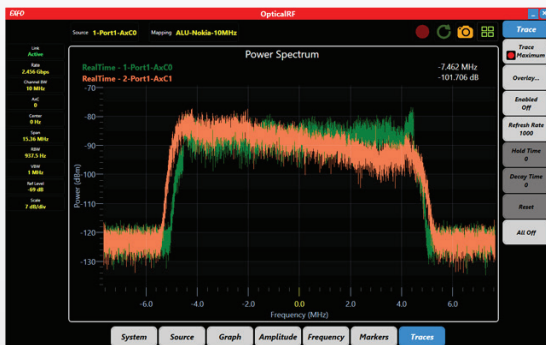 EXFO
OpticalRF
Source 1-Port1-AxC0 Mapping ALU-Nokia-10MHz
Link
Active
Rate
2.456 Gbps
Channel BW
10 MHz
AxC
0
Center
0 Hz
Span
15.36 MHz
RBW
937.5 Hz
VBW
1 MHz
Ref Level
-69 dB
Scale
7 dB/div
Power Spectrum
RealTime - 1-Port1-AxC0
RealTime - 2-Port1-AxC1
-7.462 MHz
-101.706 dB
Power (dBm)
-70
-80
-90
-100
-110
-120
-130
-6.0
-4.0
-2.0
0.0
2.0
4.0
6.0
Frequency (MHz)
Trace
Trace
Maximum
Overlay...
Enabled
Off
Refresh Rate
1000
Hold Time
0
Decay Time
0
Reset
All Off
System
Source
Graph
Amplitude
Frequency
Markers
Traces